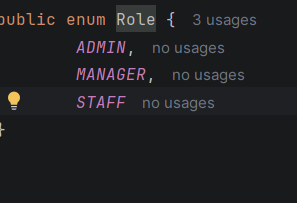 public enum Role { 3 usages
ADMIN, no usages
MANAGER, no usages
STAFF no usages
}